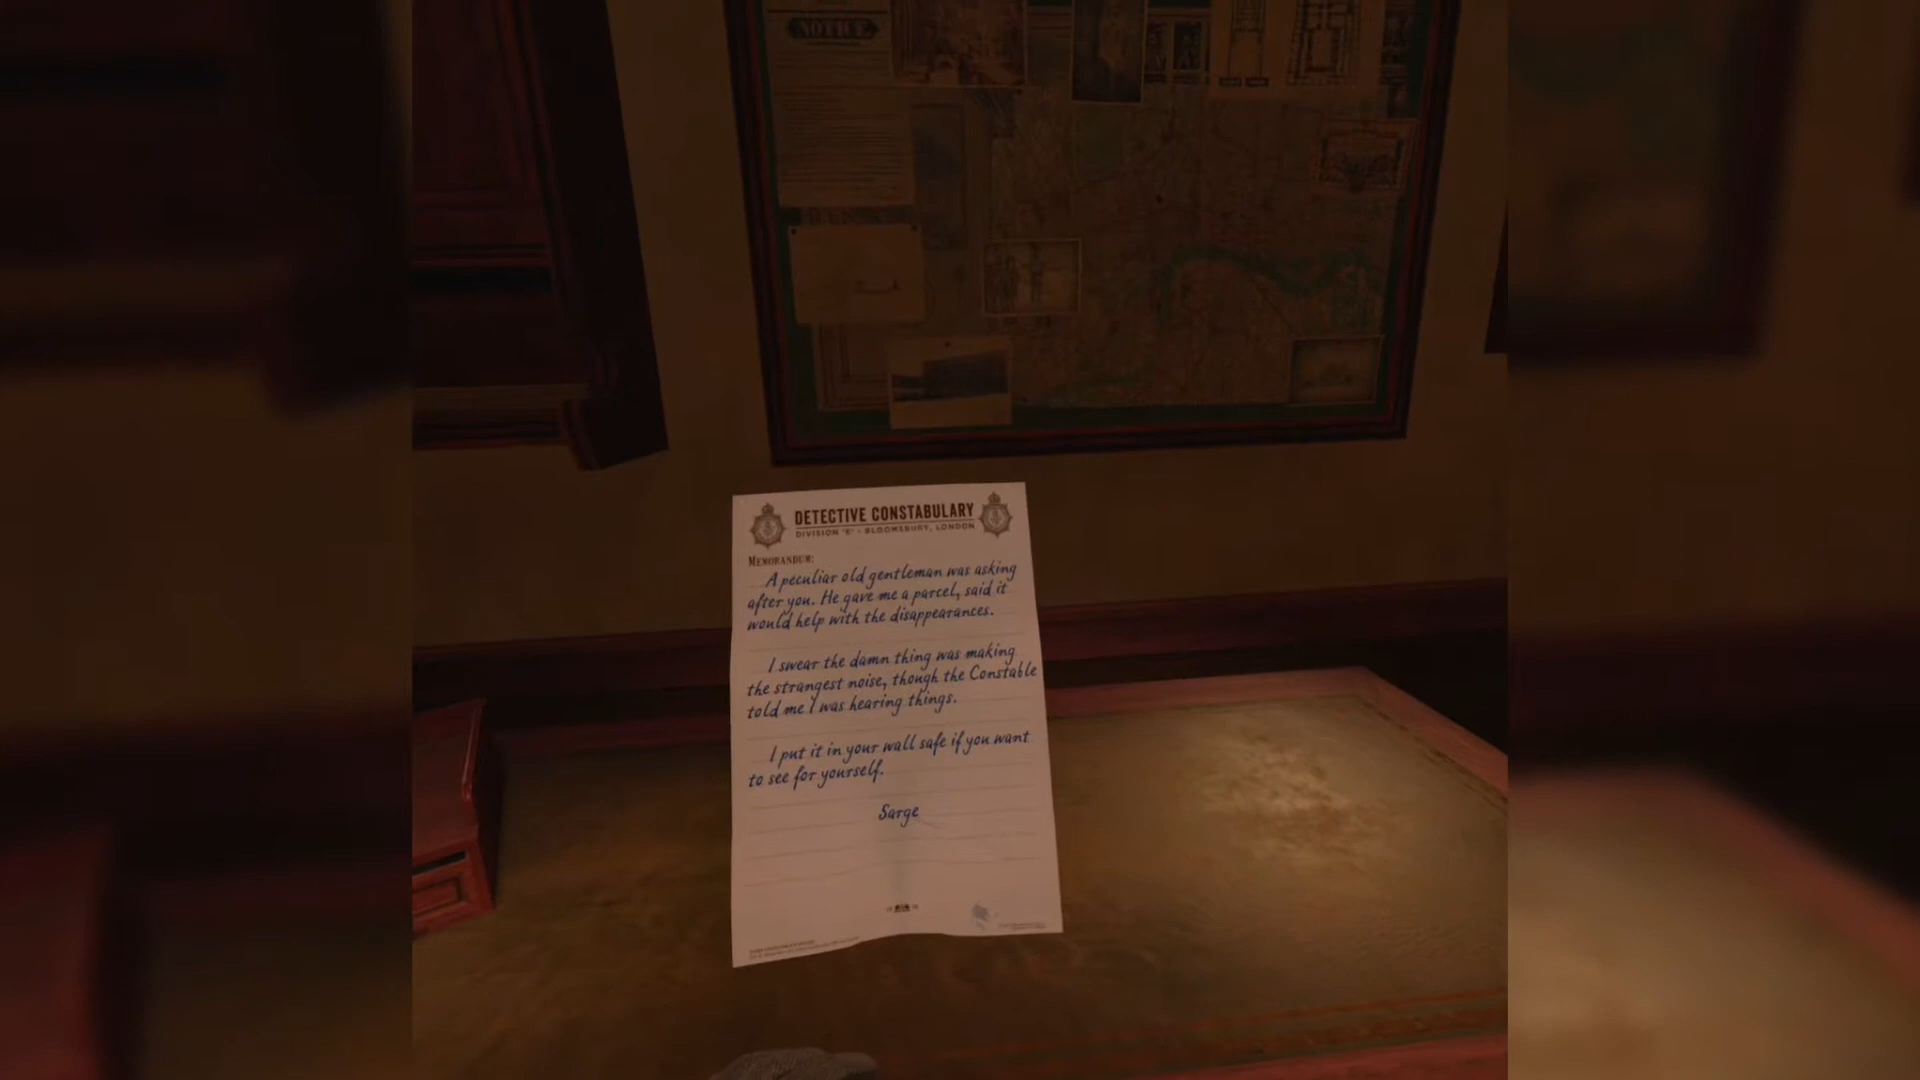 NOTICE
DETECTIVE CONSTABULARY
DIVISION 'K' - BLOOMSBURY, LONDON
MEMORANDUM:
A peculiar old gentleman was asking
after you. He gave me a parcel, said it
would help with the disappearances.
I swear the damn thing was making
the strangest noise, though the Constable
told me I was hearing things.
I put it in your wall safe if you want
to see for yourself.
Sarge